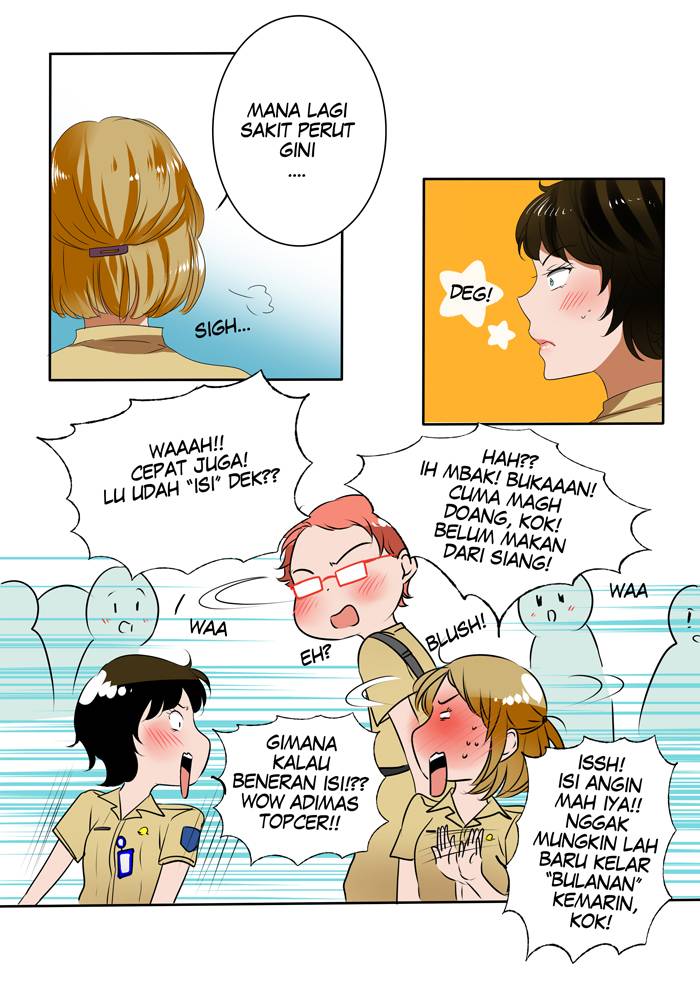 MANA LAGI
SAKIT PERUT
GINI
....
SIGH...
DEG!
WAAAH!!
CEPAT JUGA!
LU UDAH "ISI" DEK??
HAH??
IH MBAK! BUKAAAN!
CUMA MAGH
DOANG, KOK!
BELUM MAKAN
DARI SIANG!
WAA
WAA
EH?
BLUSH!
GIMANA
KALAU
BENERAN ISI!??
WOW ADIMAS
TOPCER!!
ISSH!
ISI ANGIN
MAH IYA!!
NGGAK
MUNGKIN LAH
BARU KELAR
"BULANAN"
KEMARIN,
KOK!